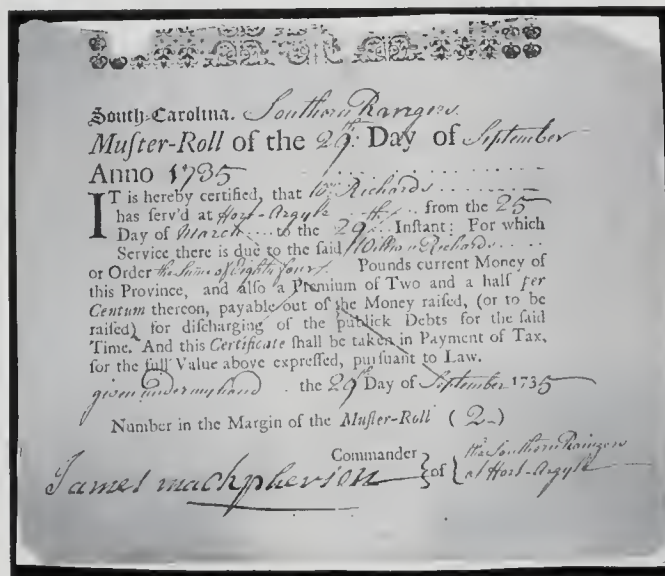 South-Carolina. Southern Rangers.
Muſter-Roll of the 29th Day of September
Anno 1735
IT is hereby certified, that Wm Richards
has ſerv'd at Fort-Argyle from the 25th
Day of March to the 29 Inſtant: For which
Service there is due to the ſaid William Richards
or Order the Sume of Eighty four Pounds current Money of
this Province, and alſo a Premium of Two and a half per
Centum thereon, payable out of the Money raiſed, (or to be
raiſed) for diſcharging of the publick Debts for the ſaid
Time. And this Certificate ſhall be taken in Payment of Tax,
for the full Value above expreſſed, purſuant to Law.
given under my hand the 29th Day of September 1735
Number in the Margin of the Muſter-Roll (2)
Commander of the Southern Raingers
James mackpherson at Fort-Argyle